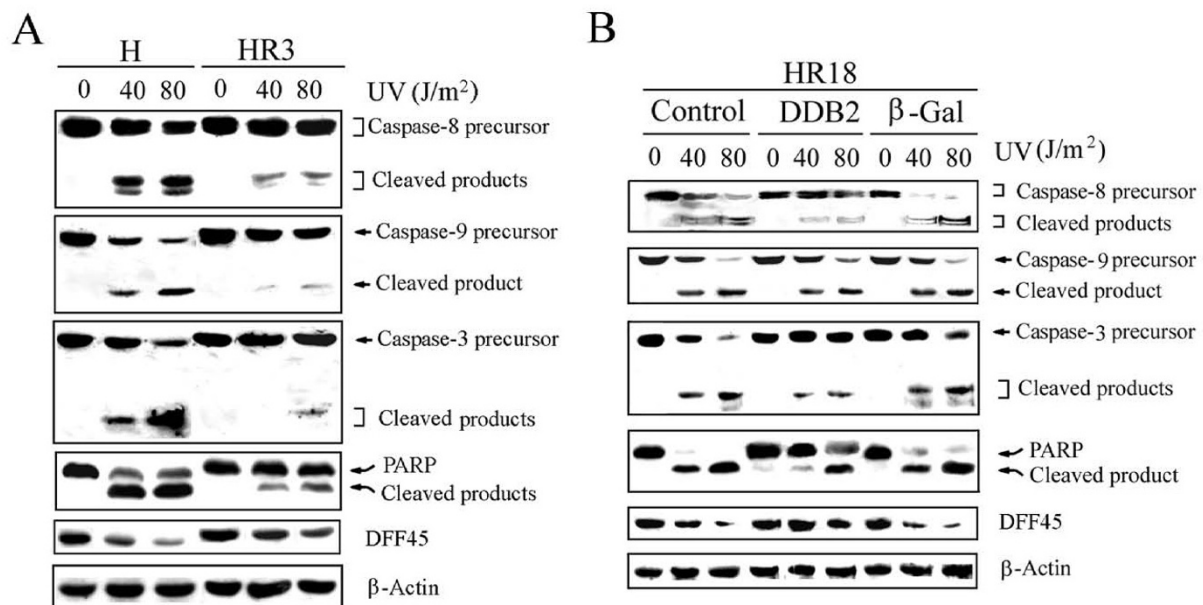 A
H HR3
0 40 80 0 40 80 UV (J/m²)
Caspase-8 precursor
Cleaved products
Caspase-9 precursor
Cleaved product
Caspase-3 precursor
Cleaved products
PARP
Cleaved products
DFF45
β-Actin
B
HR18
Control DDB2 β-Gal
0 40 80 0 40 80 0 40 80 UV (J/m²)
Caspase-8 precursor
Cleaved products
Caspase-9 precursor
Cleaved product
Caspase-3 precursor
Cleaved products
PARP
Cleaved product
DFF45
β-Actin